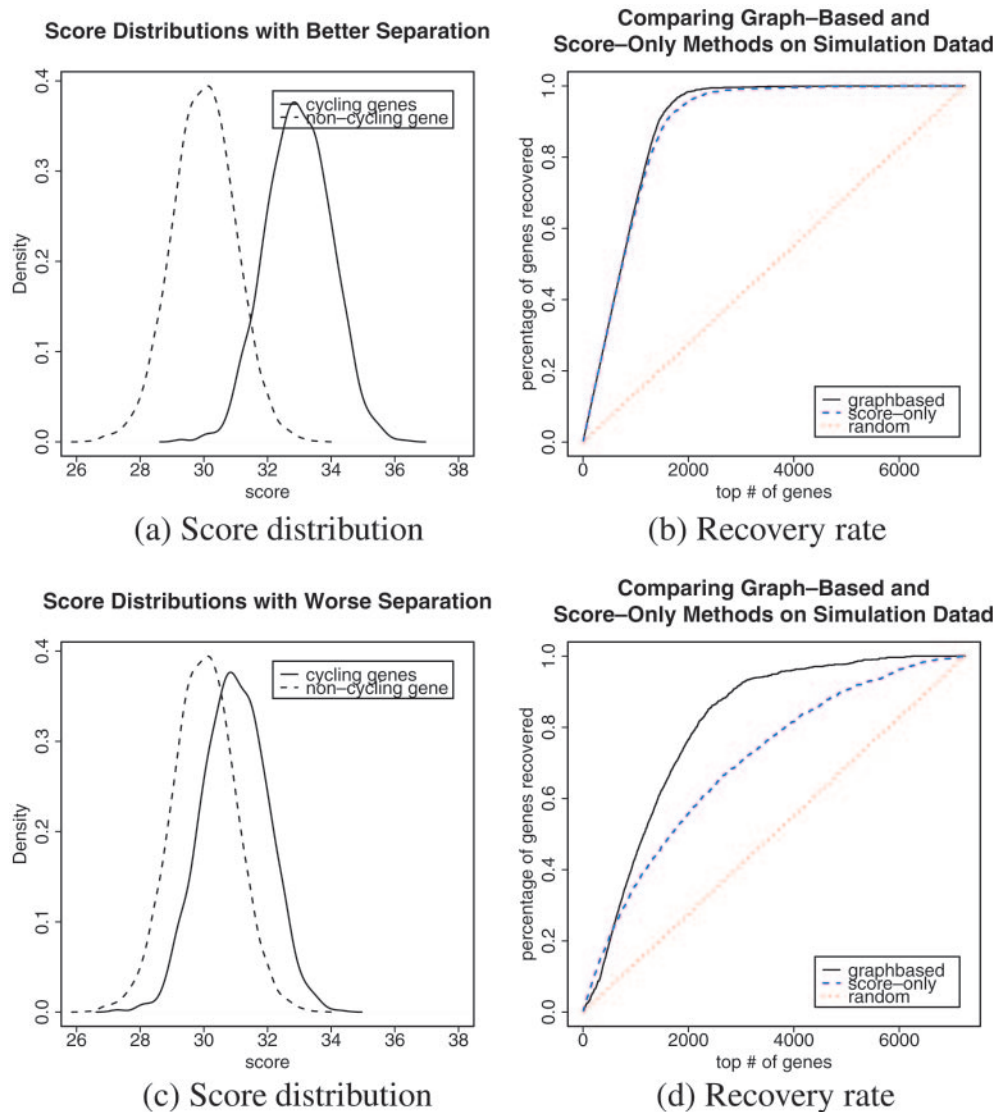 Score Distributions with Better Separation
Density
0.0 0.1 0.2 0.3 0.4
cycling genes
non-cycling gene
26 28 30 32 34 36 38
score
(a) Score distribution
Comparing Graph-Based and
Score-Only Methods on Simulation Datad
percentage of genes recovered
0.0 0.2 0.4 0.6 0.8 1.0
graphbased
score-only
random
0 2000 4000 6000
top # of genes
(b) Recovery rate
Score Distributions with Worse Separation
Density
0.0 0.1 0.2 0.3 0.4
cycling genes
non-cycling gene
26 28 30 32 34 36 38
score
(c) Score distribution
Comparing Graph-Based and
Score-Only Methods on Simulation Datad
percentage of genes recovered
0.0 0.2 0.4 0.6 0.8 1.0
graphbased
score-only
random
0 2000 4000 6000
top # of genes
(d) Recovery rate